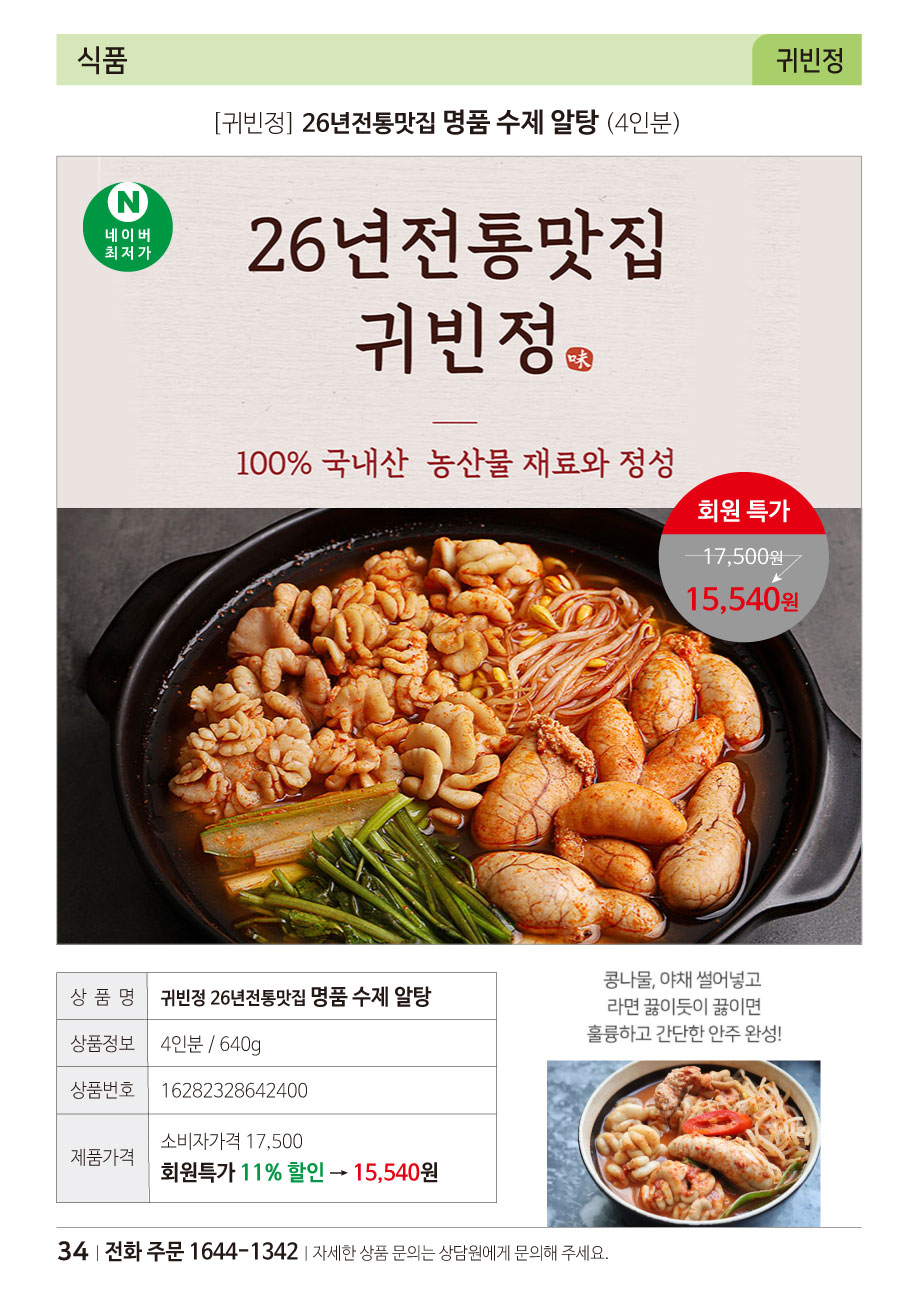 식품
귀빈정
[귀빈정] 26년전통맛집 명품 수제 알탕 (4인분)
N
네이버
최저가
26년전통맛집
귀빈정
味
100% 국내산 농산물 재료와 정성
회원 특가
17,500원
15,540원
상 품 명
귀빈정 26년전통맛집 명품 수제 알탕
상품정보
4인분 / 640g
상품번호
16282328642400
제품가격
소비자가격 17,500
회원특가 11% 할인 → 15,540원
콩나물, 야채 썰어넣고
라면 끓이듯이 끓이면
훌륭하고 간단한 안주 완성!
34 | 전화 주문 1644-1342 | 자세한 상품 문의는 상담원에게 문의해 주세요.